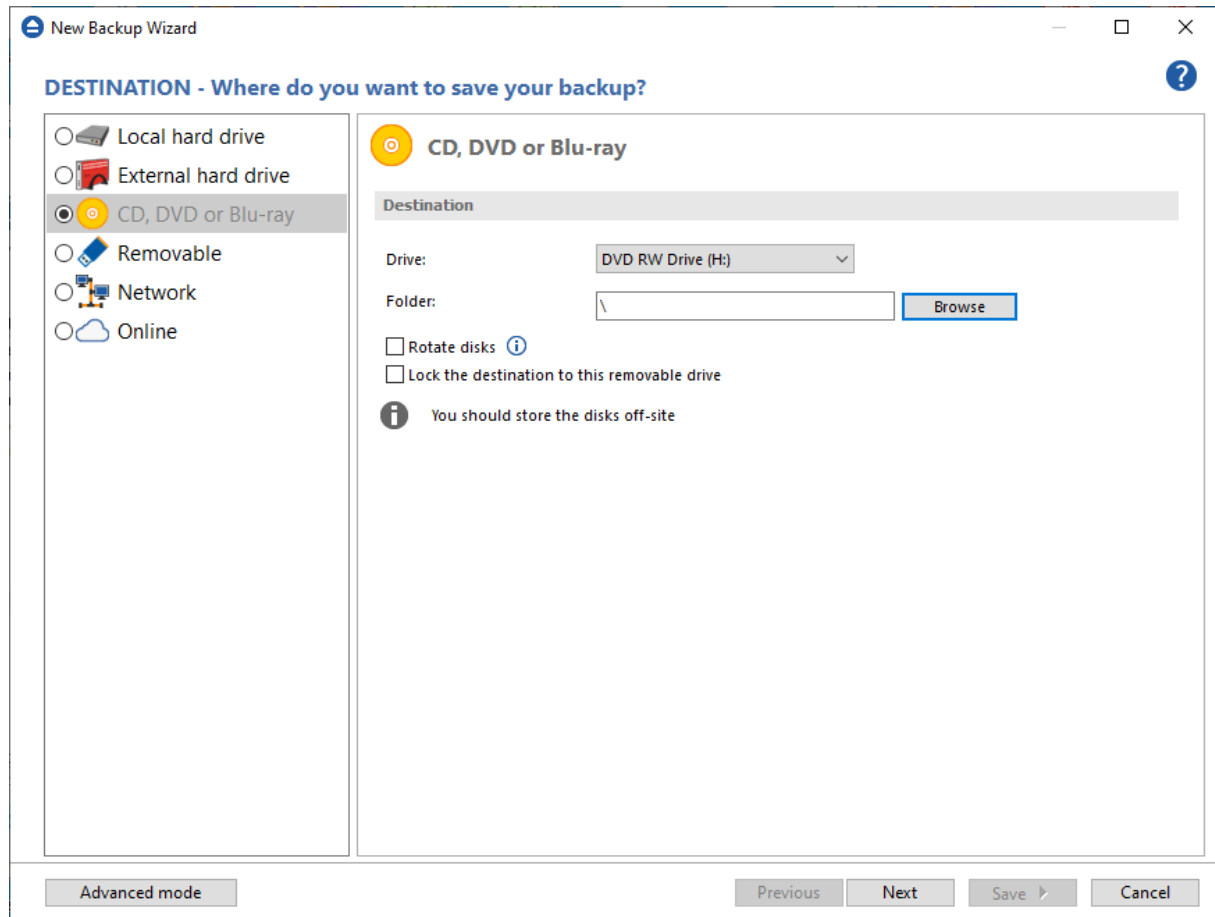 New Backup Wizard
DESTINATION - Where do you want to save your backup?
Local hard drive
External hard drive
CD, DVD or Blu-ray
Removable
Network
Online
CD, DVD or Blu-ray
Destination
Drive: DVD RW Drive (H:)
Folder: \ Browse
Rotate disks
Lock the destination to this removable drive
You should store the disks off-site
Advanced mode Previous Next Save Cancel